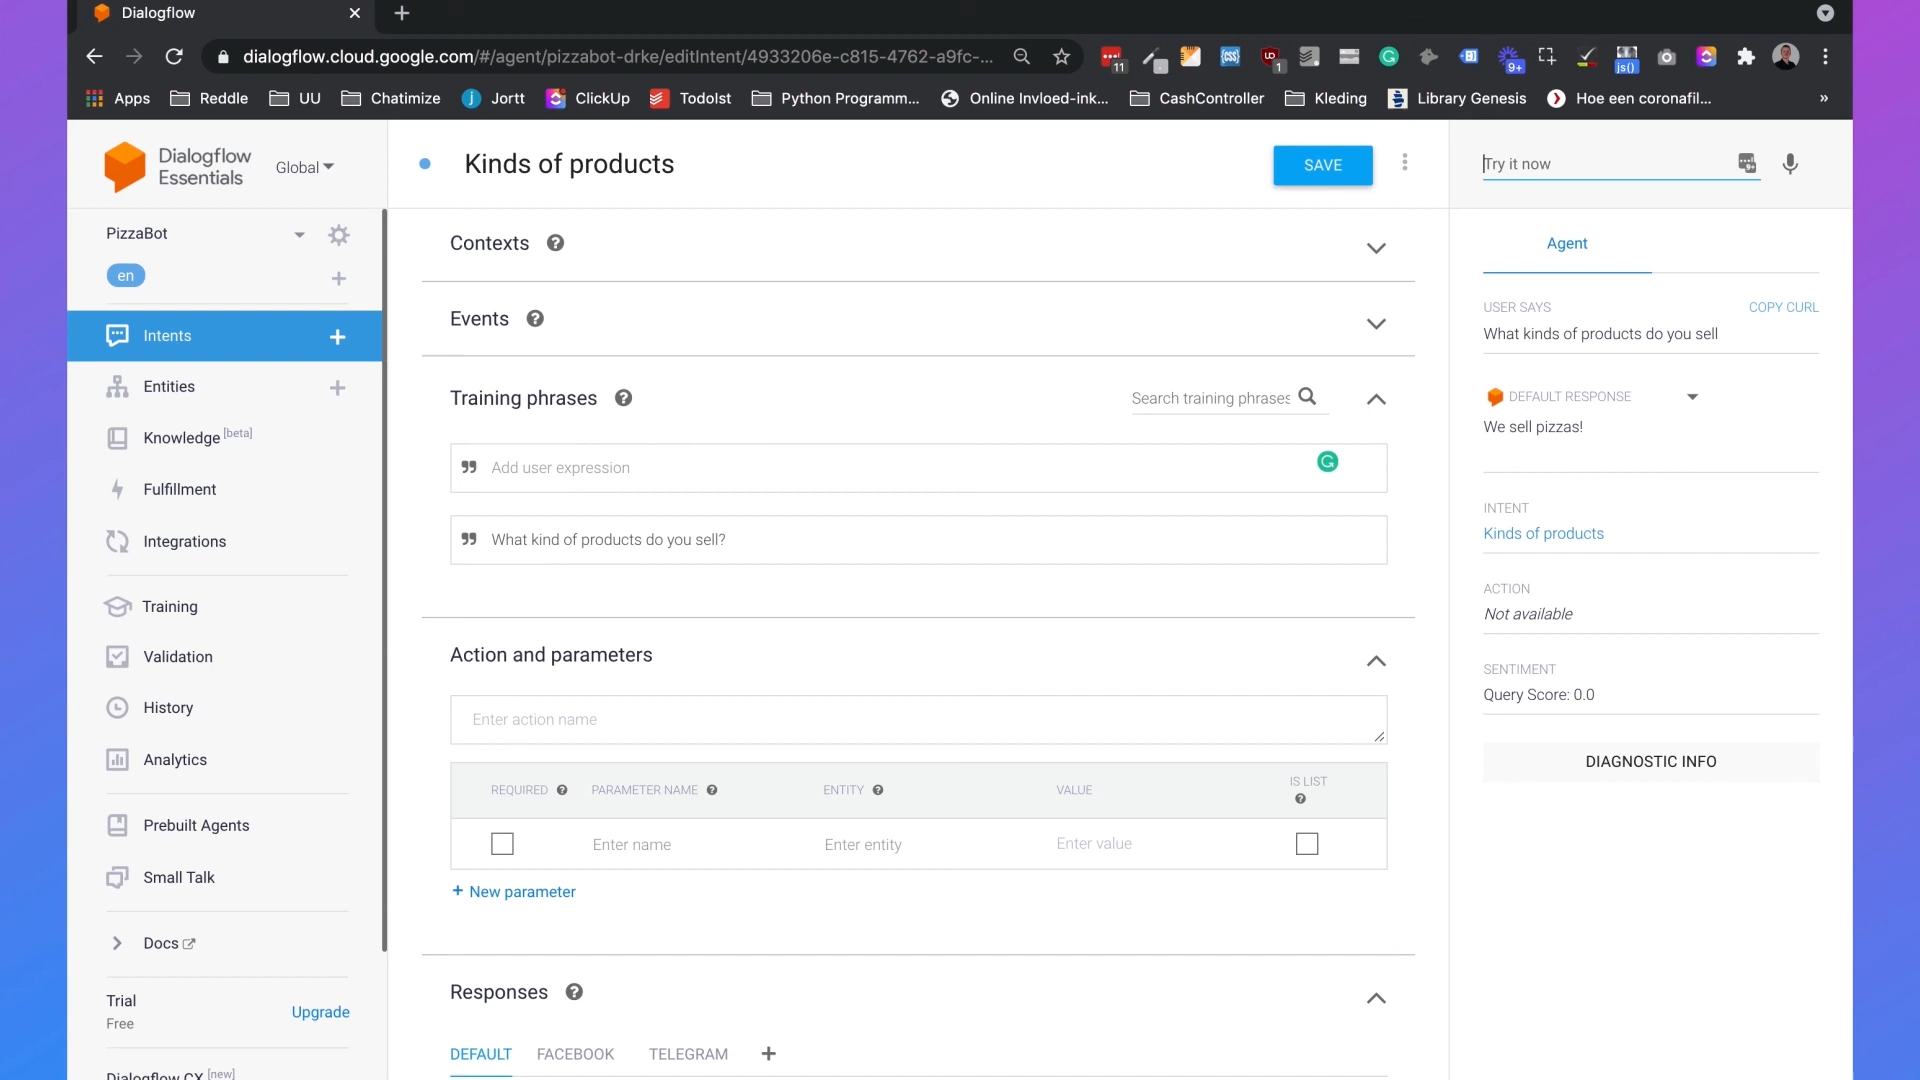 Dialogflow
dialogflow.cloud.google.com/#/agent/pizzabot-drke/editIntent/4933206e-c815-4762-a9fc-...
11
1
9+
js()
Apps
Reddle
UU
Chatimize
Jortt
ClickUp
TodoIst
Python Programm...
Online Invloed-ink...
CashController
Kleding
Library Genesis
Hoe een coronafil...
»
Dialogflow
Essentials
Global
Kinds of products
SAVE
Try it now
PizzaBot
en
Intents
Entities
Knowledge [beta]
Fulfillment
Integrations
Training
Validation
History
Analytics
Prebuilt Agents
Small Talk
Docs
Trial
Free
Upgrade
Dialogflow CX [new]
Contexts
Events
Training phrases
Search training phrases
Add user expression
What kind of products do you sell?
Action and parameters
Enter action name
REQUIRED
PARAMETER NAME
ENTITY
VALUE
IS LIST
Enter name
Enter entity
Enter value
+ New parameter
Responses
DEFAULT
FACEBOOK
TELEGRAM
+
Agent
USER SAYS
COPY CURL
What kinds of products do you sell
DEFAULT RESPONSE
We sell pizzas!
INTENT
Kinds of products
ACTION
Not available
SENTIMENT
Query Score: 0.0
DIAGNOSTIC INFO